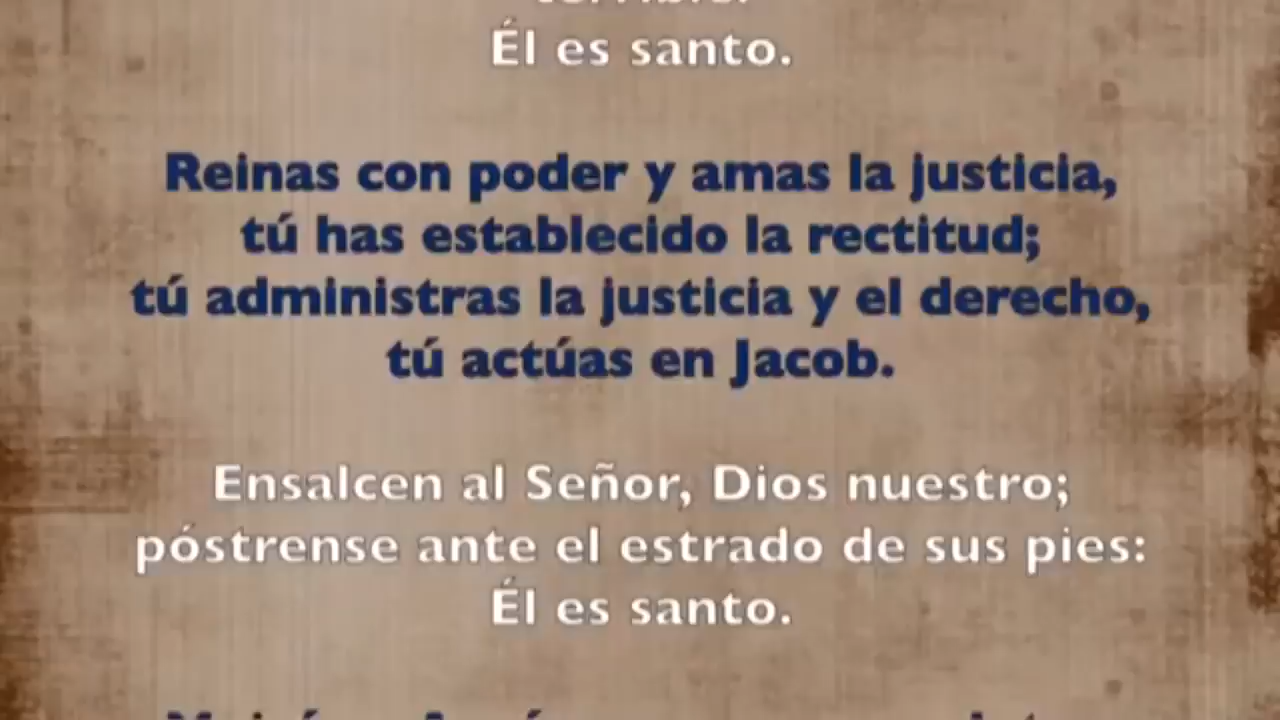 Él es santo.
Reinas con poder y amas la justicia,
tú has establecido la rectitud;
tú administras la justicia y el derecho,
tú actúas en Jacob.
Ensalcen al Señor, Dios nuestro;
póstrense ante el estrado de sus pies:
Él es santo.